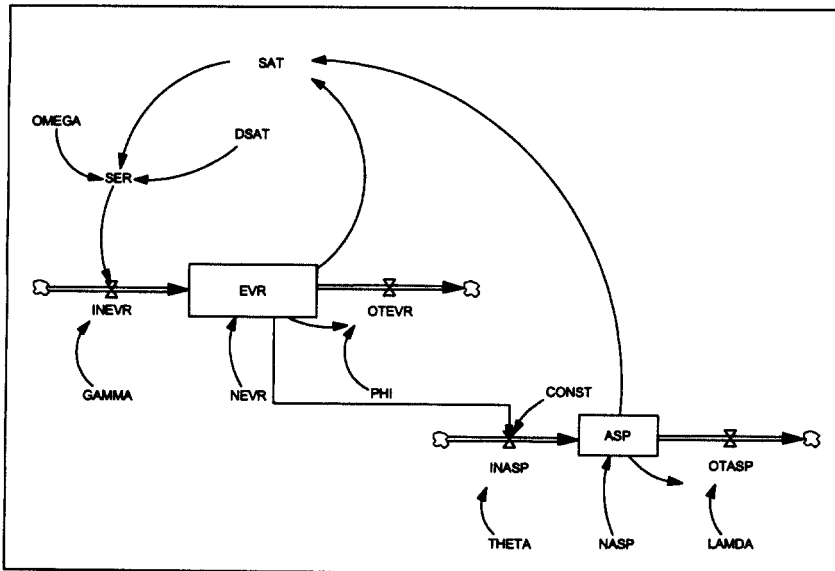 SAT
OMEGA
DSAT
SER
EVR
INEVR
OTEVR
GAMMA
NEVR
PHI
CONST
ASP
INASP
OTASP
THETA
NASP
LAMDA